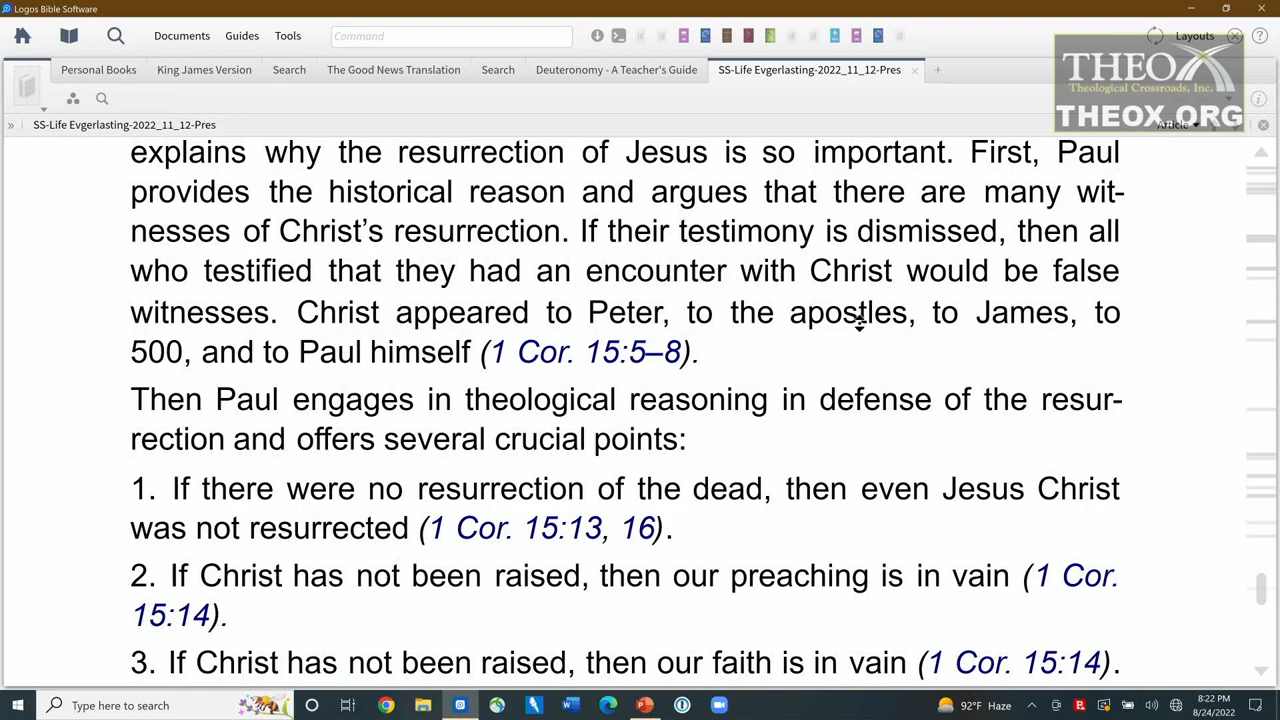 Logos Bible Software
Documents Guides Tools Command Layouts
Personal Books King James Version Search The Good News Translation Search Deuteronomy - A Teacher's Guide SS-Life Evgerlasting-2022_11_12-Pres
THEOX
Theological Crossroads, Inc.
THEOX.ORG
SS-Life Evgerlasting-2022_11_12-Pres Article
explains why the resurrection of Jesus is so important. First, Paul
provides the historical reason and argues that there are many wit-
nesses of Christ’s resurrection. If their testimony is dismissed, then all
who testified that they had an encounter with Christ would be false
witnesses. Christ appeared to Peter, to the apostles, to James, to
500, and to Paul himself (1 Cor. 15:5–8).
Then Paul engages in theological reasoning in defense of the resur-
rection and offers several crucial points:
1. If there were no resurrection of the dead, then even Jesus Christ
was not resurrected (1 Cor. 15:13, 16).
2. If Christ has not been raised, then our preaching is in vain (1 Cor.
15:14).
3. If Christ has not been raised, then our faith is in vain (1 Cor. 15:14).
Type here to search 92°F Haze 8:22 PM
8/24/2022